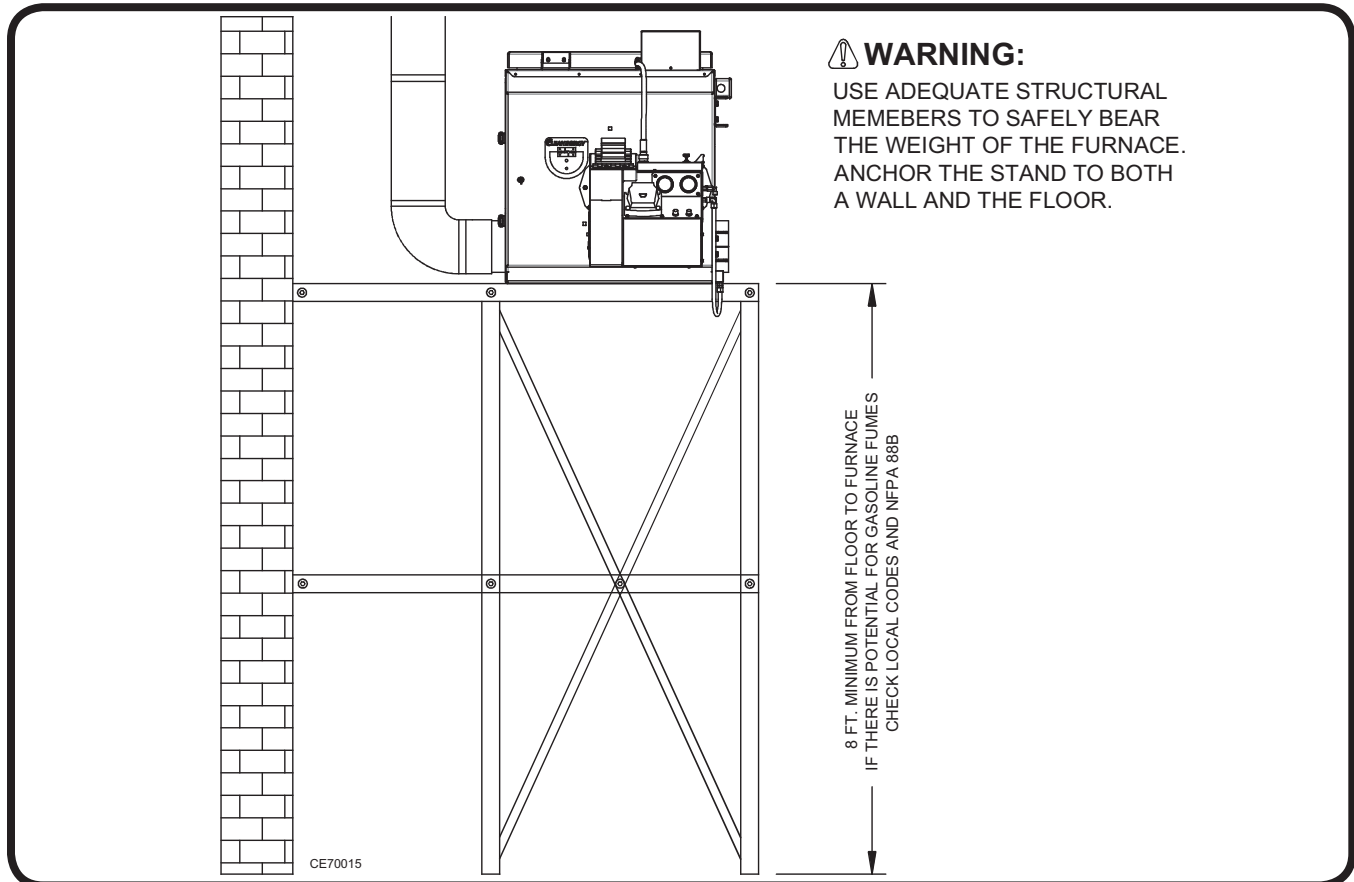 WARNING:
USE ADEQUATE STRUCTURAL
MEMEBERS TO SAFELY BEAR
THE WEIGHT OF THE FURNACE.
ANCHOR THE STAND TO BOTH
A WALL AND THE FLOOR.
8 FT. MINIMUM FROM FLOOR TO FURNACE
IF THERE IS POTENTIAL FOR GASOLINE FUMES
CHECK LOCAL CODES AND NFPA 88B
CE70015